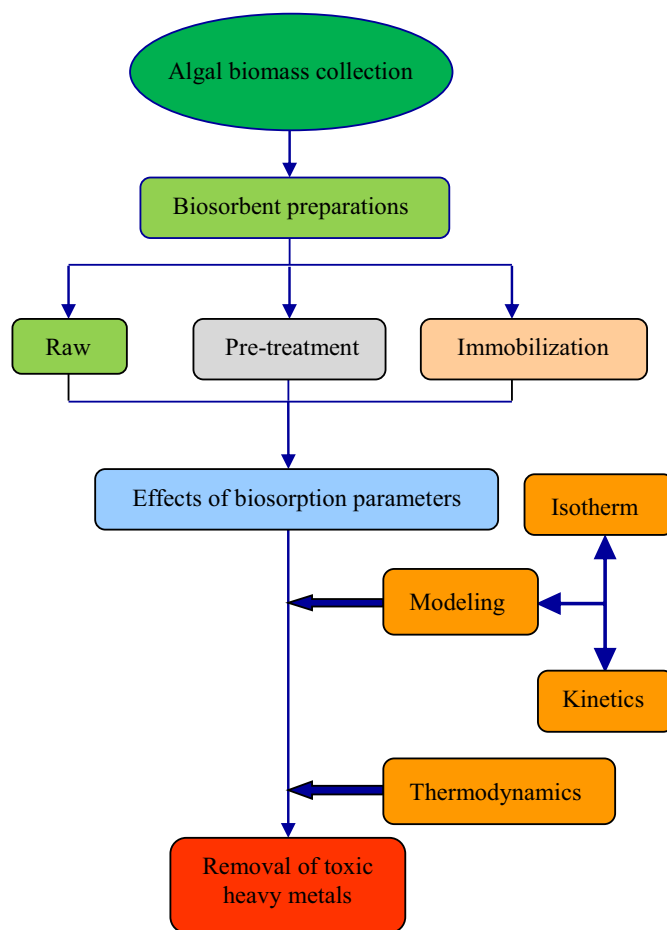 Algal biomass collection
Biosorbent preparations
Raw
Pre-treatment
Immobilization
Effects of biosorption parameters
Isotherm
Modeling
Kinetics
Thermodynamics
Removal of toxic
heavy metals